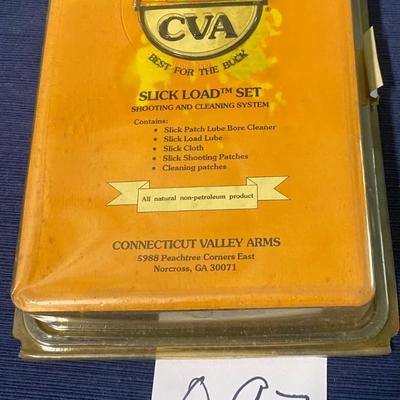 CVA
BEST FOR THE BUCK
SLICK LOAD™ SET
SHOOTING AND CLEANING SYSTEM
Contains:
• Slick Patch Lube Bore Cleaner
• Slick Load Lube
• Slick Cloth
• Slick Shooting Patches
• Cleaning patches
All natural non-petroleum product
CONNECTICUT VALLEY ARMS
5988 Peachtree Corners East
Norcross, GA 30071